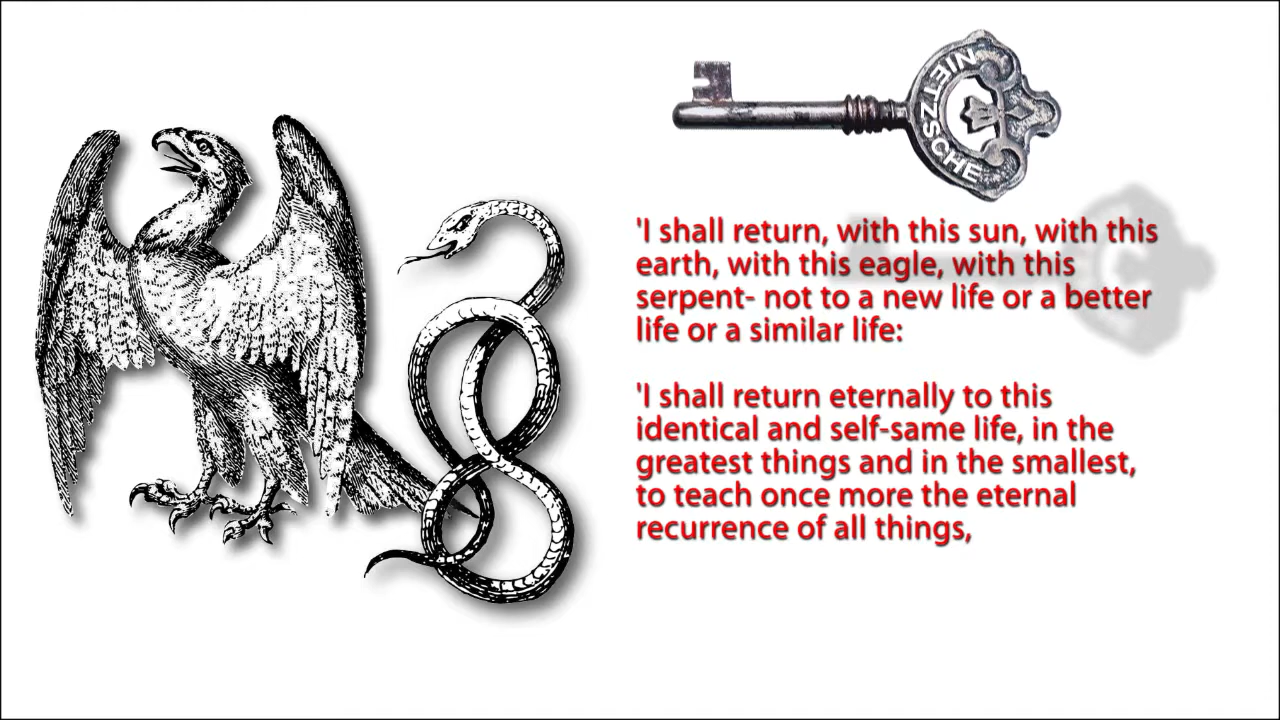 NIETZSCHE
'I shall return, with this sun, with this
earth, with this eagle, with this
serpent- not to a new life or a better
life or a similar life:
'I shall return eternally to this
identical and self-same life, in the
greatest things and in the smallest,
to teach once more the eternal
recurrence of all things,